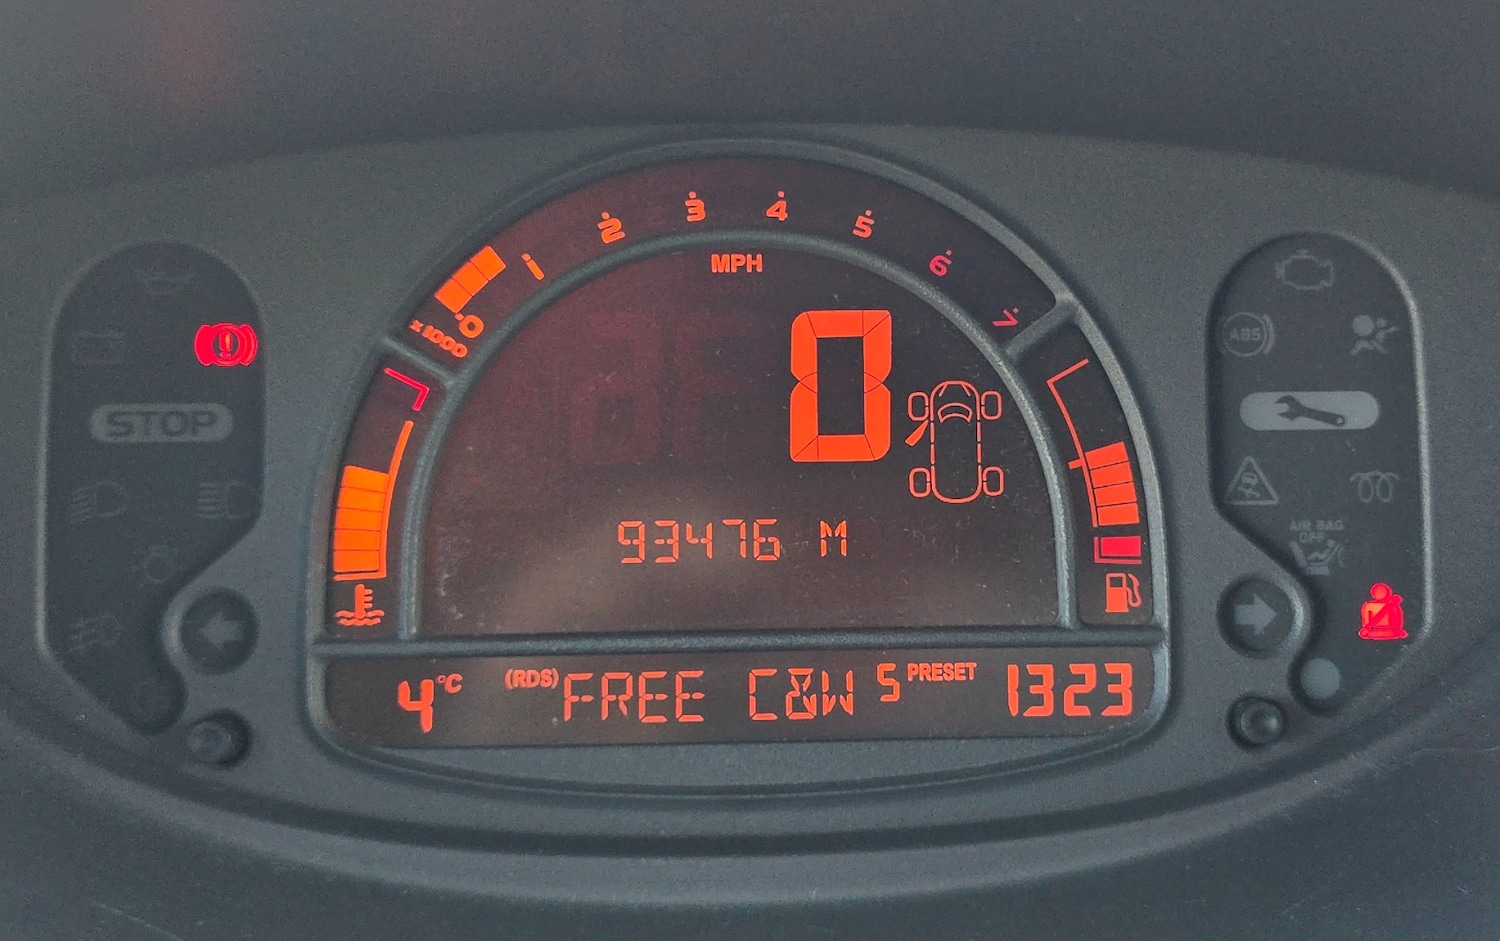 1 2 3 4 5 6 7
x1000 0
MPH
0
ABS
STOP
93476 M
AIR BAG
OFF
4°C (RDS) FREE C&W 5 PRESET 1323